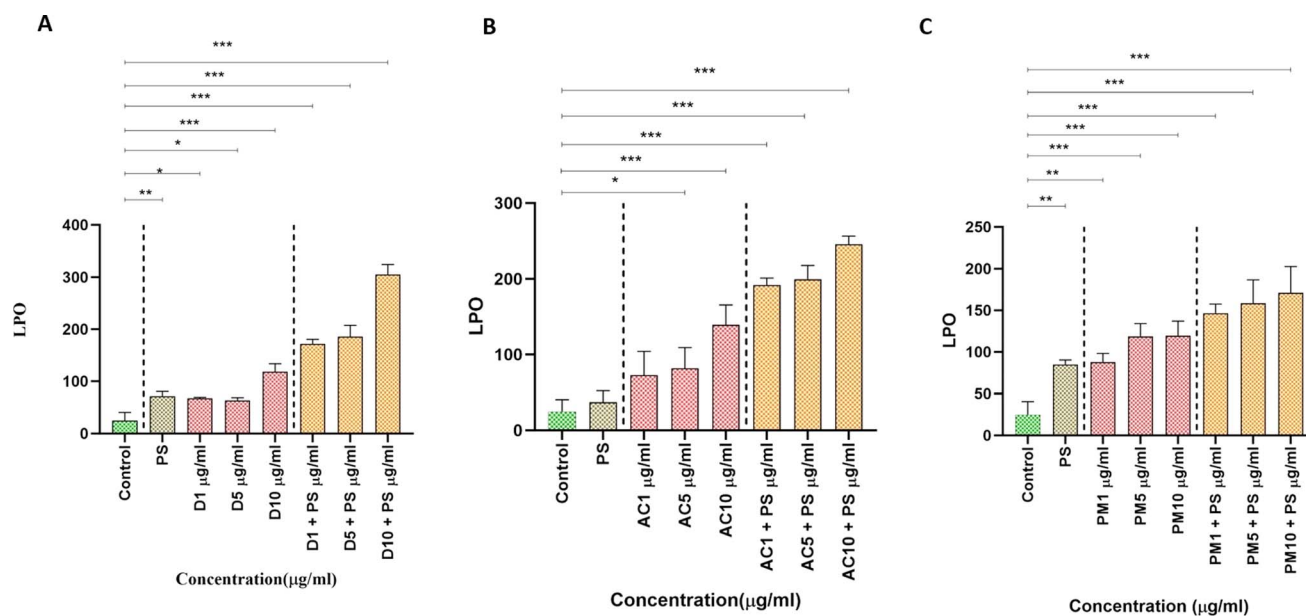 A
***
***
***
***
*
*
**
400
300
200
100
0
LPO
Control
PS
D1 μg/ml
D5 μg/ml
D10 μg/ml
D1 + PS μg/ml
D5 + PS μg/ml
D10 + PS μg/ml
Concentration(μg/ml)
B
***
***
***
***
*
300
200
100
0
LPO
Control
PS
AC1 μg/ml
AC5 μg/ml
AC10 μg/ml
AC1 + PS μg/ml
AC5 + PS μg/ml
AC10 + PS μg/ml
Concentration(μg/ml)
C
***
***
***
***
***
**
**
250
200
150
100
50
0
LPO
Control
PS
PM1 μg/ml
PM5 μg/ml
PM10 μg/ml
PM1 + PS μg/ml
PM5 + PS μg/ml
PM10 + PS μg/ml
Concentration (μg/ml)